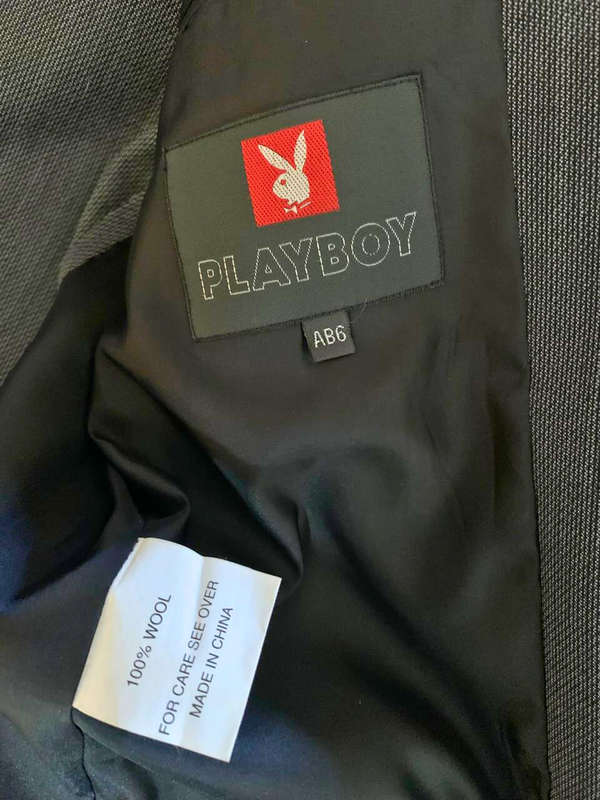 PLAYBOY
AB6
100% WOOL
FOR CARE SEE OVER
MADE IN CHINA